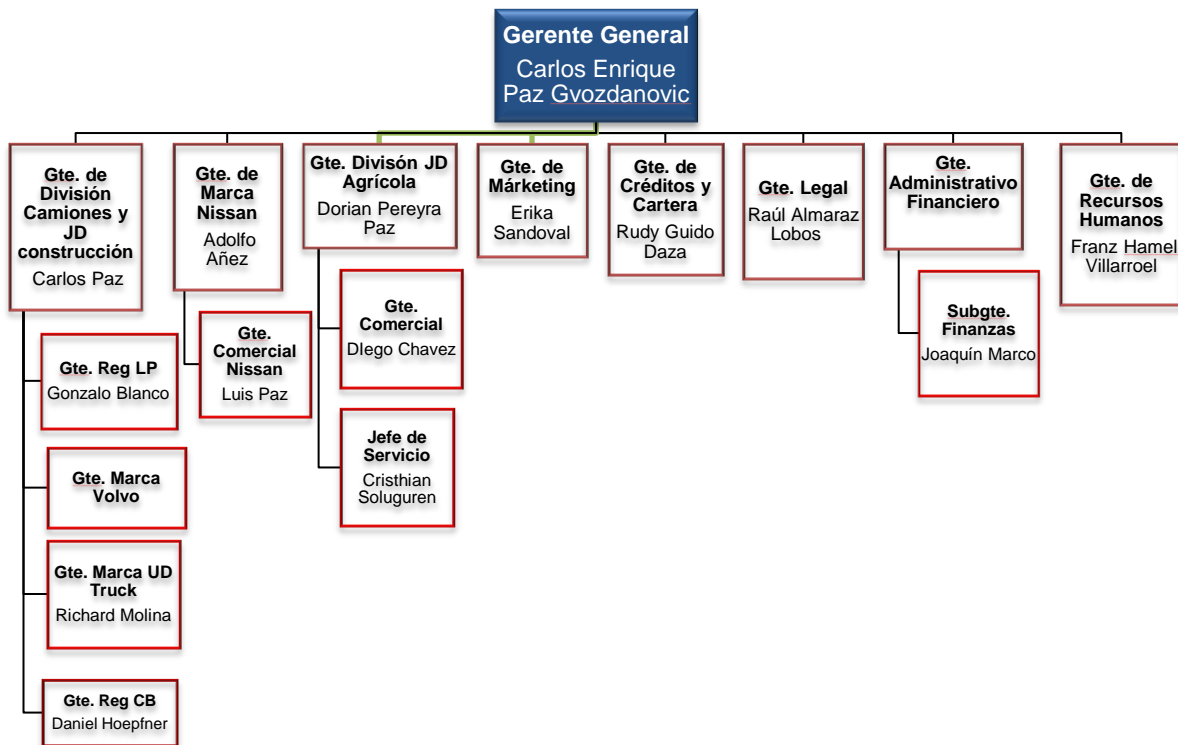 Gerente General
Carlos Enrique
Paz Gvozdanovic
Gte. de
División
Camiones y
JD
construcción
Carlos Paz
Gte. Reg LP
Gonzalo Blanco
Gte. Marca
Volvo
Gte. Marca UD
Truck
Richard Molina
Gte. Reg CB
Daniel Hoepfner
Gte. de
Marca
Nissan
Adolfo
Añez
Gte.
Comercial
Nissan
Luis Paz
Gte. Divisón JD
Agrícola
Dorian Pereyra
Paz
Gte.
Comercial
DIego Chavez
Jefe de
Servicio
Cristhian
Soluguren
Gte. de
Márketing
Erika
Sandoval
Gte. de
Créditos y
Cartera
Rudy Guido
Daza
Gte. Legal
Raúl Almaraz
Lobos
Gte.
Administrativo
Financiero
Subgte.
Finanzas
Joaquín Marco
Gte. de
Recursos
Humanos
Franz Hamel
Villarroel